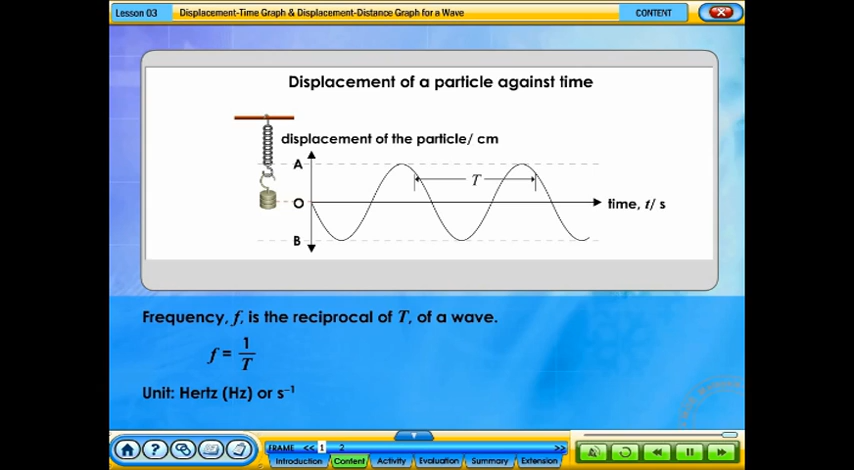 Lesson 03
Displacement-Time Graph & Displacement-Distance Graph for a Wave
CONTENT
Displacement of a particle against time
displacement of the particle/ cm
A
T
O
time, t/ s
B
Frequency, f, is the reciprocal of T, of a wave.
f = 1/T
Unit: Hertz (Hz) or s⁻¹
FRAME << 1 2 >>
Introduction Content Activity Evaluation Summary Extension